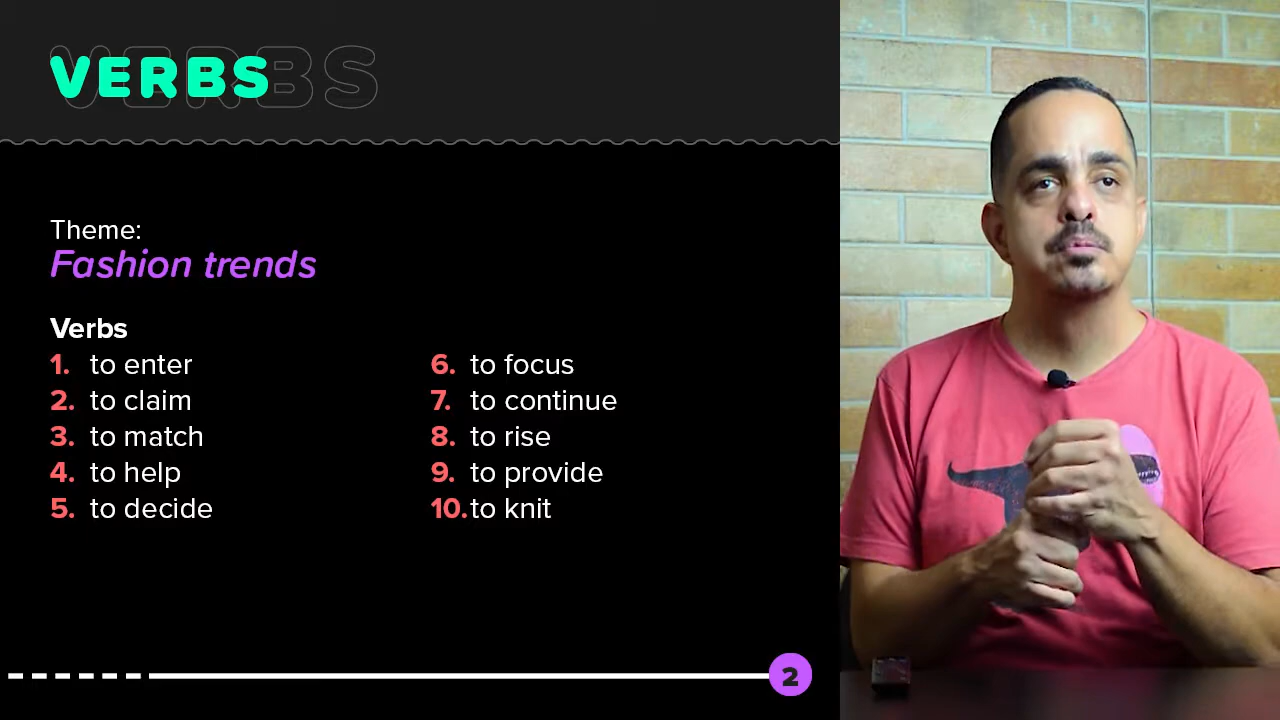 VERBS
Theme:
Fashion trends
Verbs
1. to enter
2. to claim
3. to match
4. to help
5. to decide
6. to focus
7. to continue
8. to rise
9. to provide
10. to knit
2